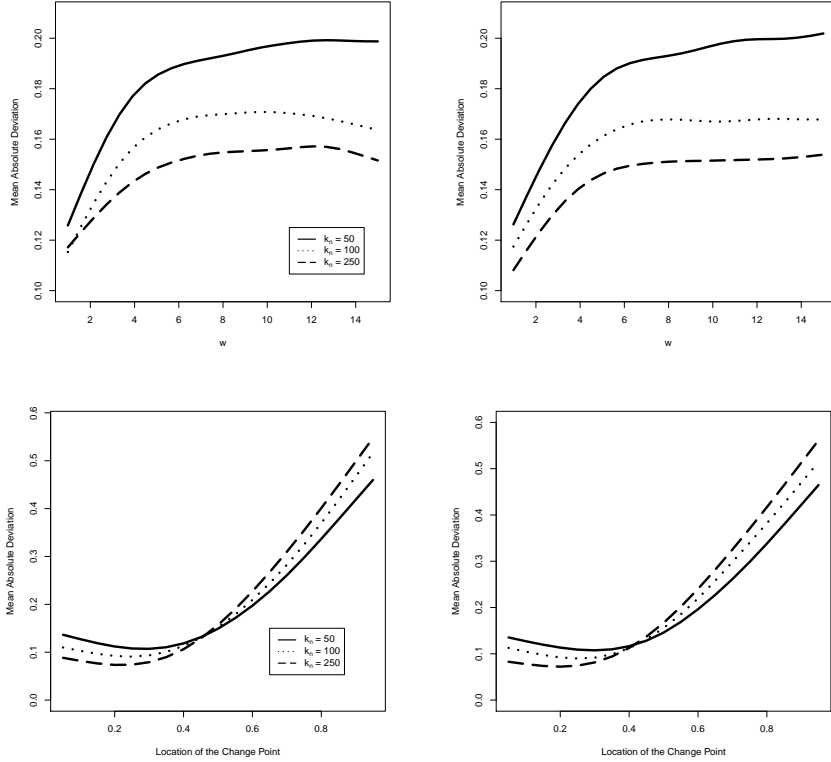 Mean Absolute Deviation
0.20
0.18
0.16
0.14
0.12
0.10
kn = 50
kn = 100
kn = 250
2 4 6 8 10 12 14
w
Mean Absolute Deviation
0.20
0.18
0.16
0.14
0.12
0.10
2 4 6 8 10 12 14
w
Mean Absolute Deviation
0.6
0.5
0.4
0.3
0.2
0.1
0.0
kn = 50
kn = 100
kn = 250
0.2 0.4 0.6 0.8
Location of the Change Point
Mean Absolute Deviation
0.6
0.5
0.4
0.3
0.2
0.1
0.0
0.2 0.4 0.6 0.8
Location of the Change Point